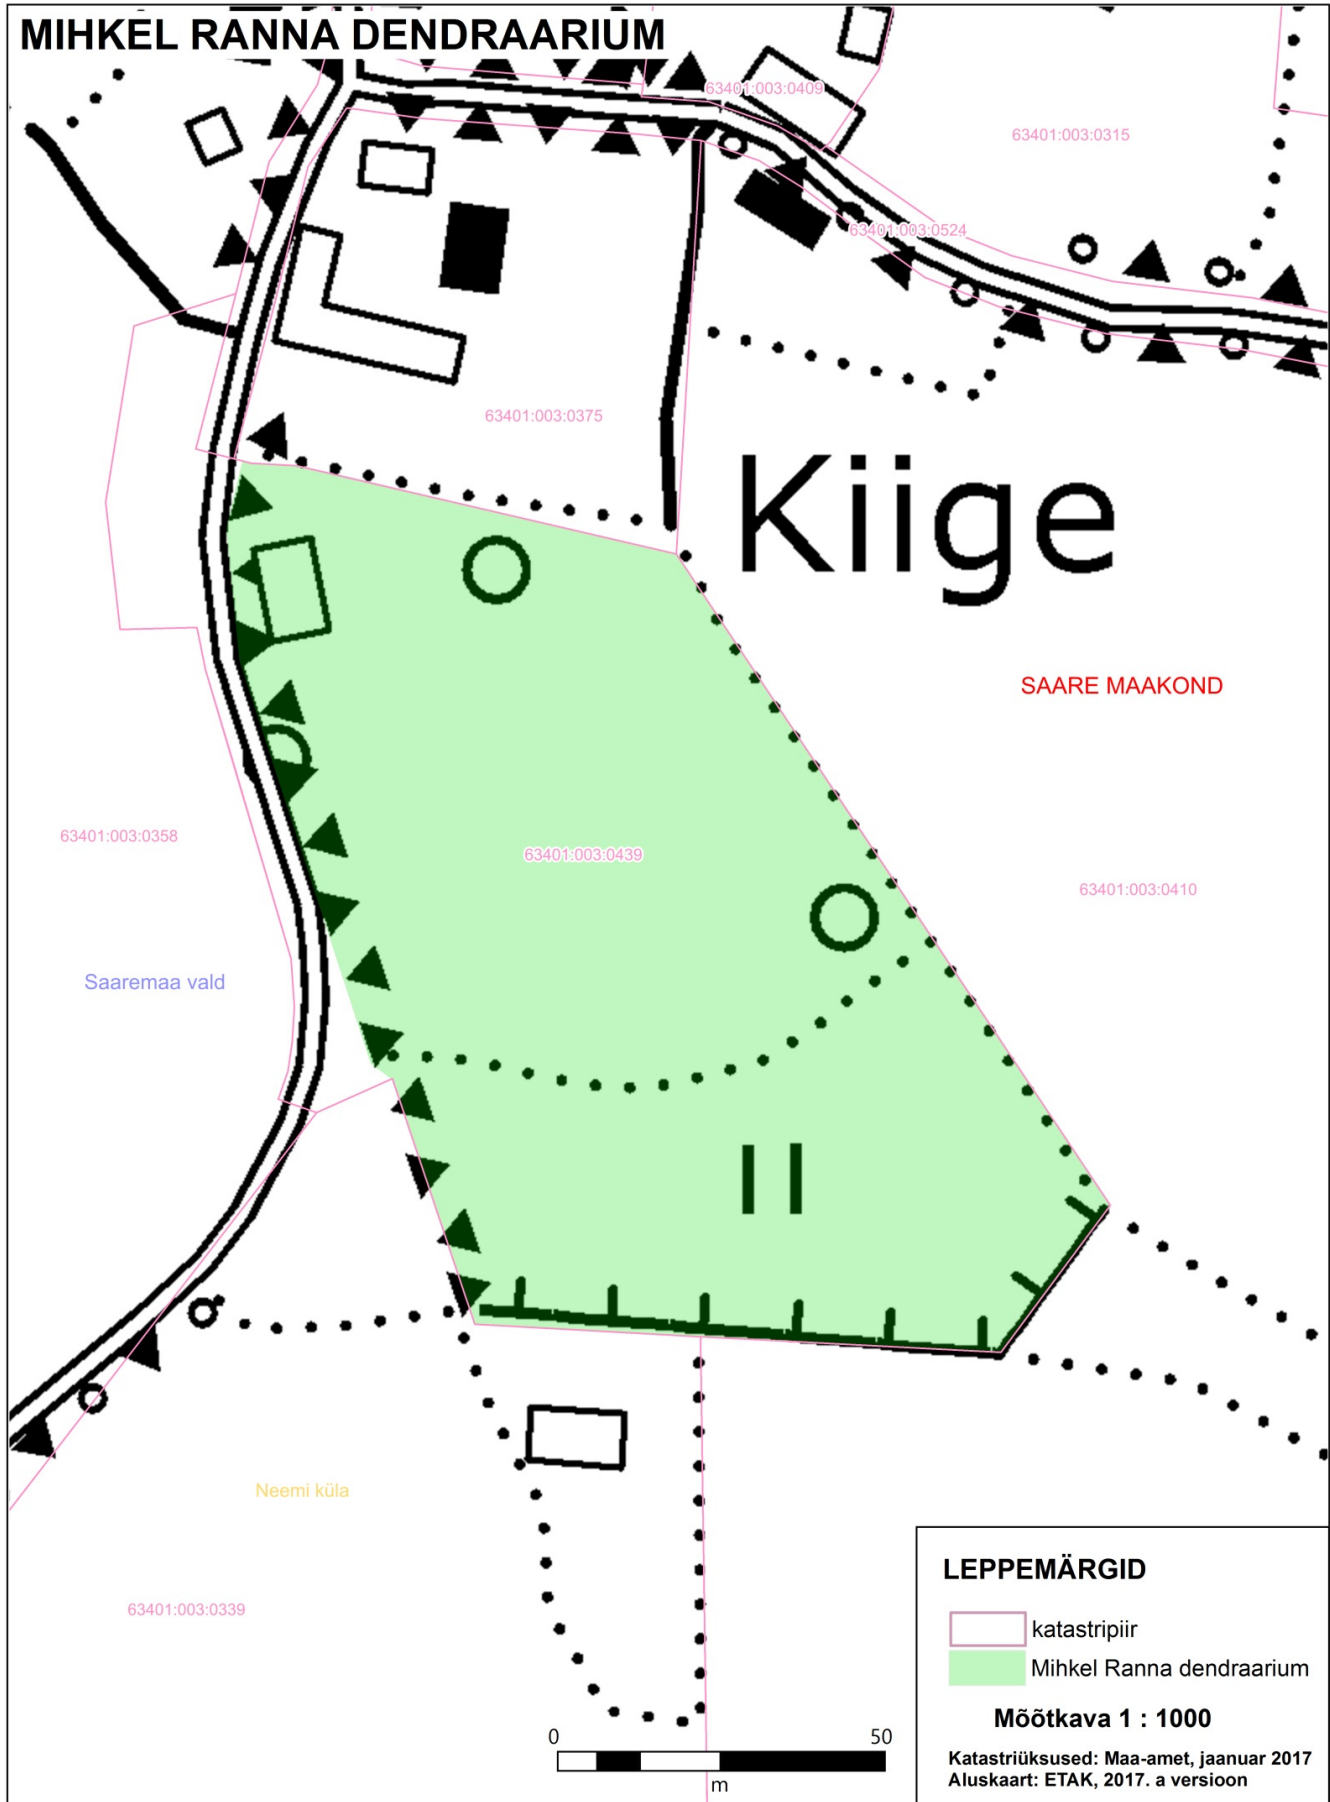 MIHKEL RANNA DENDRAARIUM
63401:003:0409
63401:003:0315
63401:003:0524
63401:003:0375
Kiige
SAARE MAAKOND
63401:003:0358
63401:003:0439
63401:003:0410
Saaremaa vald
Neemi küla
63401:003:0339
LEPPEMÄRGID
katastripiir
Mihkel Ranna dendraarium
Mõõtkava 1 : 1000
Katastriüksused: Maa-amet, jaanuar 2017
Aluskaart: ETAK, 2017. a versioon
0 50
m